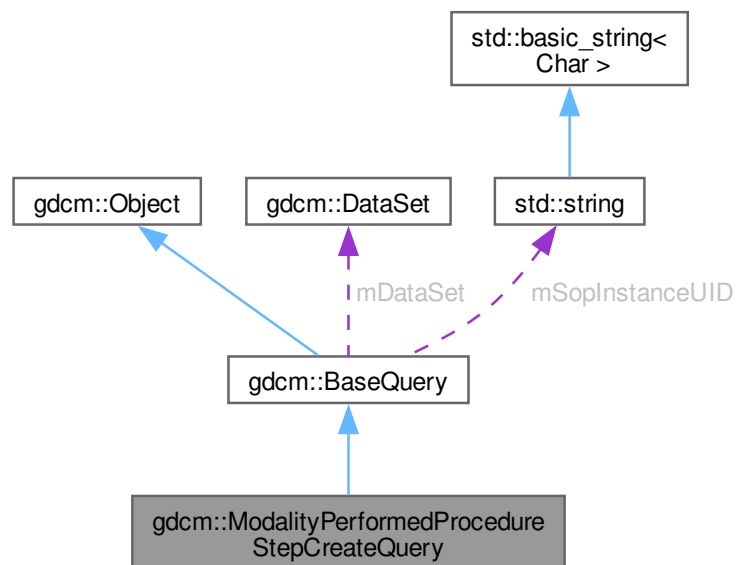 std::basic_string<
Char >
gdcm::Object
gdcm::DataSet
std::string
mDataSet
mSopInstanceUID
gdcm::BaseQuery
gdcm::ModalityPerformedProcedure
StepCreateQuery